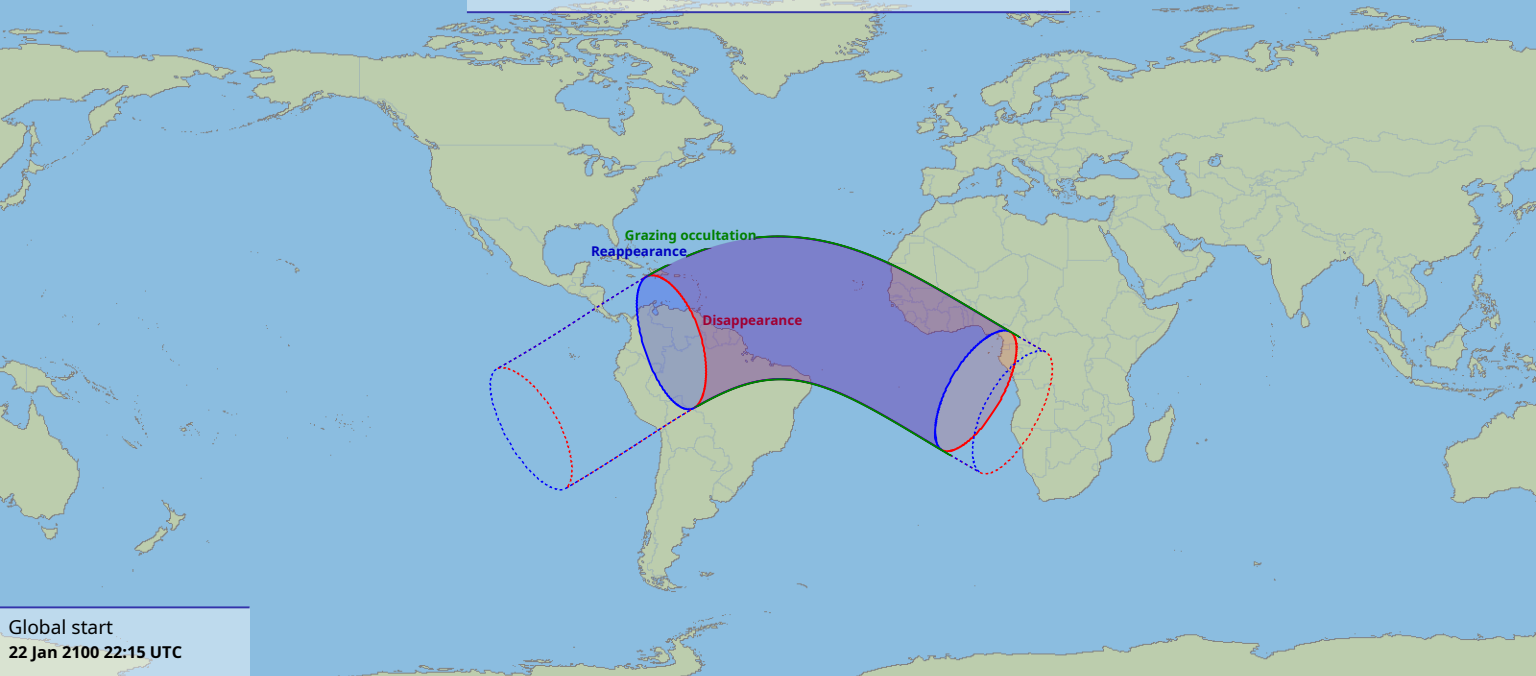 Grazing occultation
Reappearance
Disappearance
Global start
22 Jan 2100 22:15 UTC